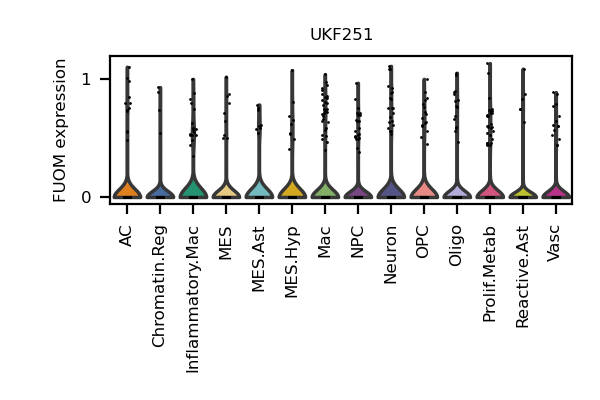 UKF251
FUOM expression
1
0
AC
Chromatin.Reg
Inflammatory.Mac
MES
MES.Ast
MES.Hyp
Mac
NPC
Neuron
OPC
Oligo
Prolif.Metab
Reactive.Ast
Vasc